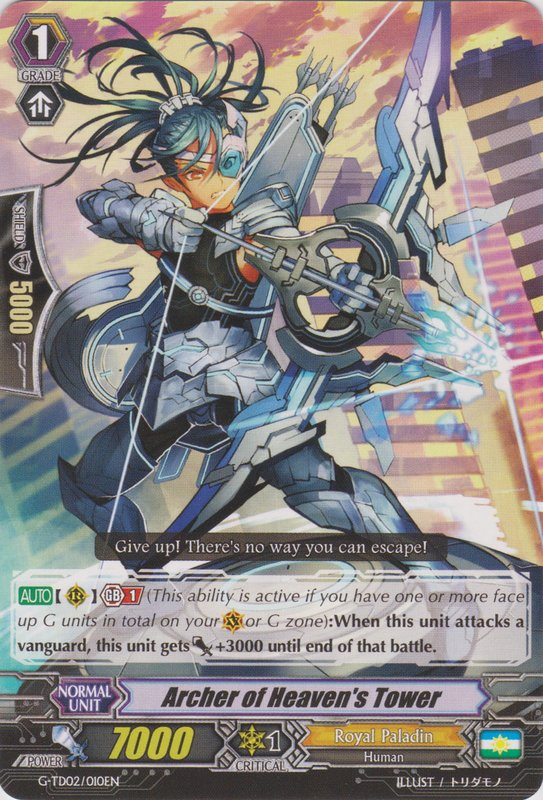 1
GRADE
SHIELD
5000
Give up! There's no way you can escape!
AUTO【 R 】GB 1 (This ability is active if you have one or more face
up G units in total on your V or G zone):When this unit attacks a
vanguard, this unit gets +3000 until end of that battle.
NORMAL
UNIT
Archer of Heaven's Tower
POWER
7000
1
CRITICAL
Royal Paladin
Human
G-TD02/010EN
ILLUST / トリダモノ